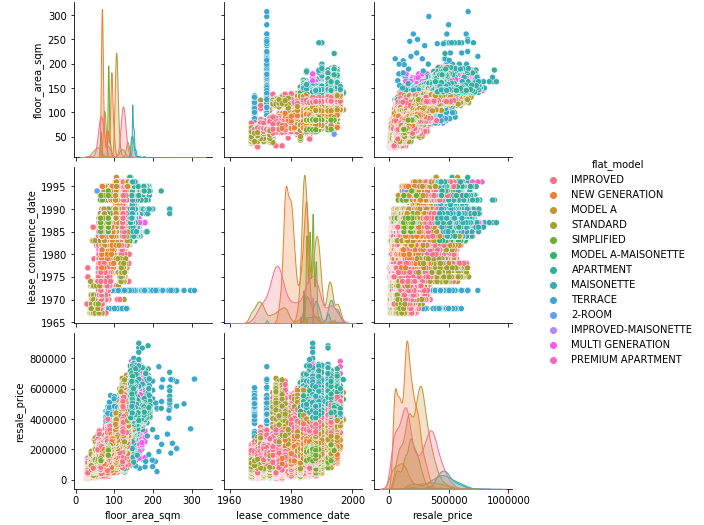 300
250
200
150
100
50
floor_area_sqm
1995
1990
1985
1980
1975
1970
1965
lease_commence_date
800000
600000
400000
200000
0
resale_price
0 100 200 300
floor_area_sqm
1960 1980 2000
lease_commence_date
0 500000 1000000
resale_price
flat_model
IMPROVED
NEW GENERATION
MODEL A
STANDARD
SIMPLIFIED
MODEL A-MAISONETTE
APARTMENT
MAISONETTE
TERRACE
2-ROOM
IMPROVED-MAISONETTE
MULTI GENERATION
PREMIUM APARTMENT